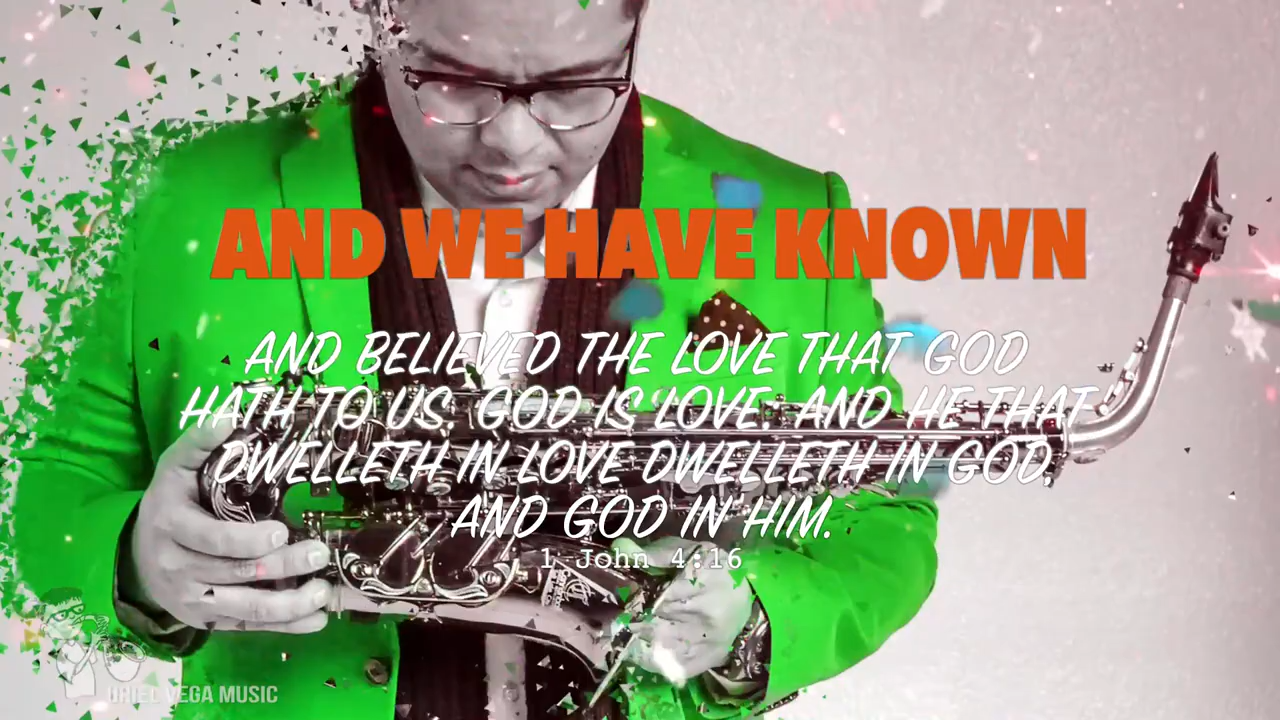 AND WE HAVE KNOWN
AND BELIEVED THE LOVE THAT GOD
HATH TO US. GOD IS LOVE; AND HE THAT
DWELLETH IN LOVE DWELLETH IN GOD,
AND GOD IN HIM.
1 John 4:16
URIEL VEGA MUSIC